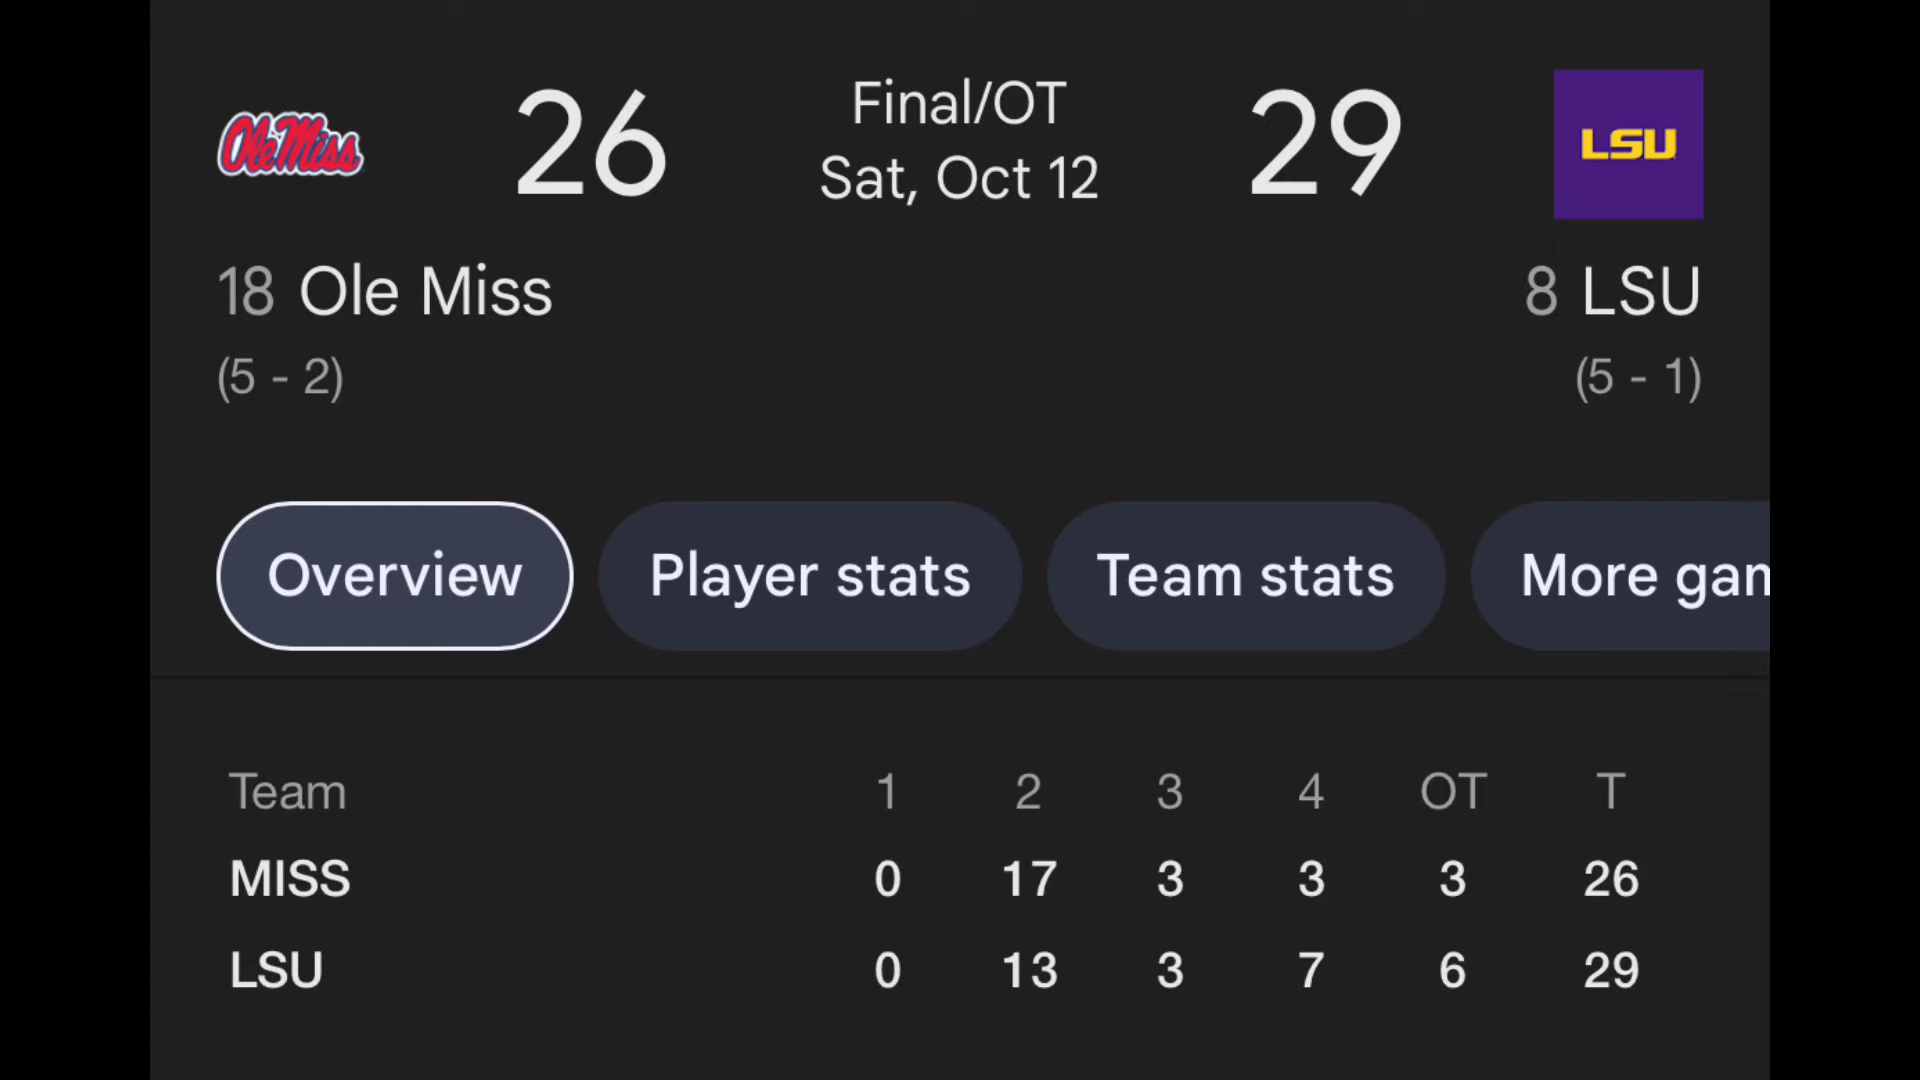 Ole Miss 26 Final/OT 29 LSU
Sat, Oct 12
18 Ole Miss 8 LSU
(5 - 2) (5 - 1)
Overview Player stats Team stats More gam
Team 1 2 3 4 OT T
MISS 0 17 3 3 3 26
LSU 0 13 3 7 6 29